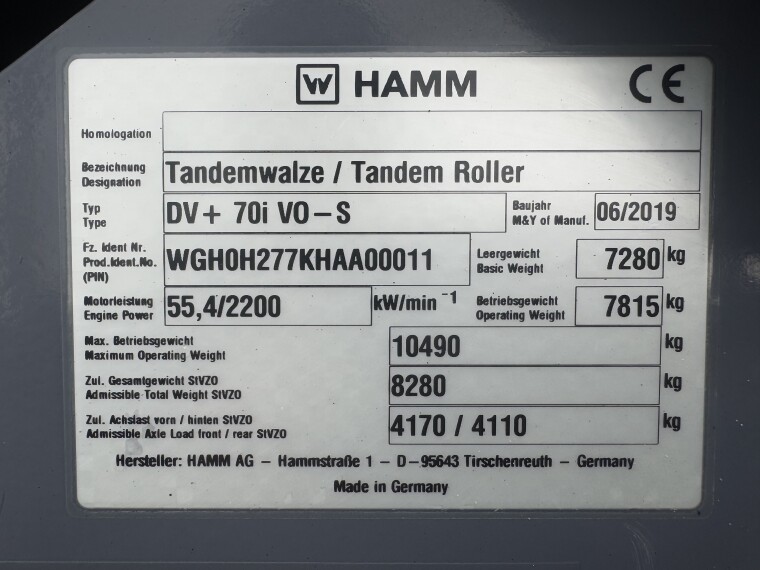 W HAMM CE
Homologation
Bezeichnung
Designation
Tandemwalze / Tandem Roller
Typ
Type
DV+ 70i VO-S
Baujahr
M&Y of Manuf.
06/2019
Fz. Ident Nr.
Prod.Ident.No.
(PIN)
WGH0H277KHAA00011
Leergewicht
Basic Weight
7280 kg
Motorleistung
Engine Power
55,4/2200 kW/min -1
Betriebsgewicht
Operating Weight
7815 kg
Max. Betriebsgewicht
Maximum Operating Weight
10490 kg
Zul. Gesamtgewicht StVZO
Admissible Total Weight StVZO
8280 kg
Zul. Achslast vorn / hinten StVZO
Admissible Axle Load front / rear StVZO
4170 / 4110 kg
Hersteller: HAMM AG - Hammstraße 1 - D-95643 Tirschenreuth - Germany
Made in Germany